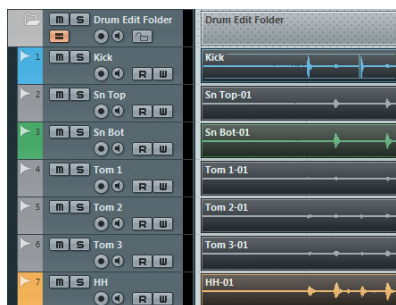 m S Drum Edit Folder Drum Edit Folder
=
1 m S Kick Kick
R W
2 m S Sn Top Sn Top-01
R W
3 m S Sn Bot Sn Bot-01
R W
4 m S Tom 1 Tom 1-01
R W
5 m S Tom 2 Tom 2-01
R W
6 m S Tom 3 Tom 3-01
R W
7 m S HH HH-01
R W